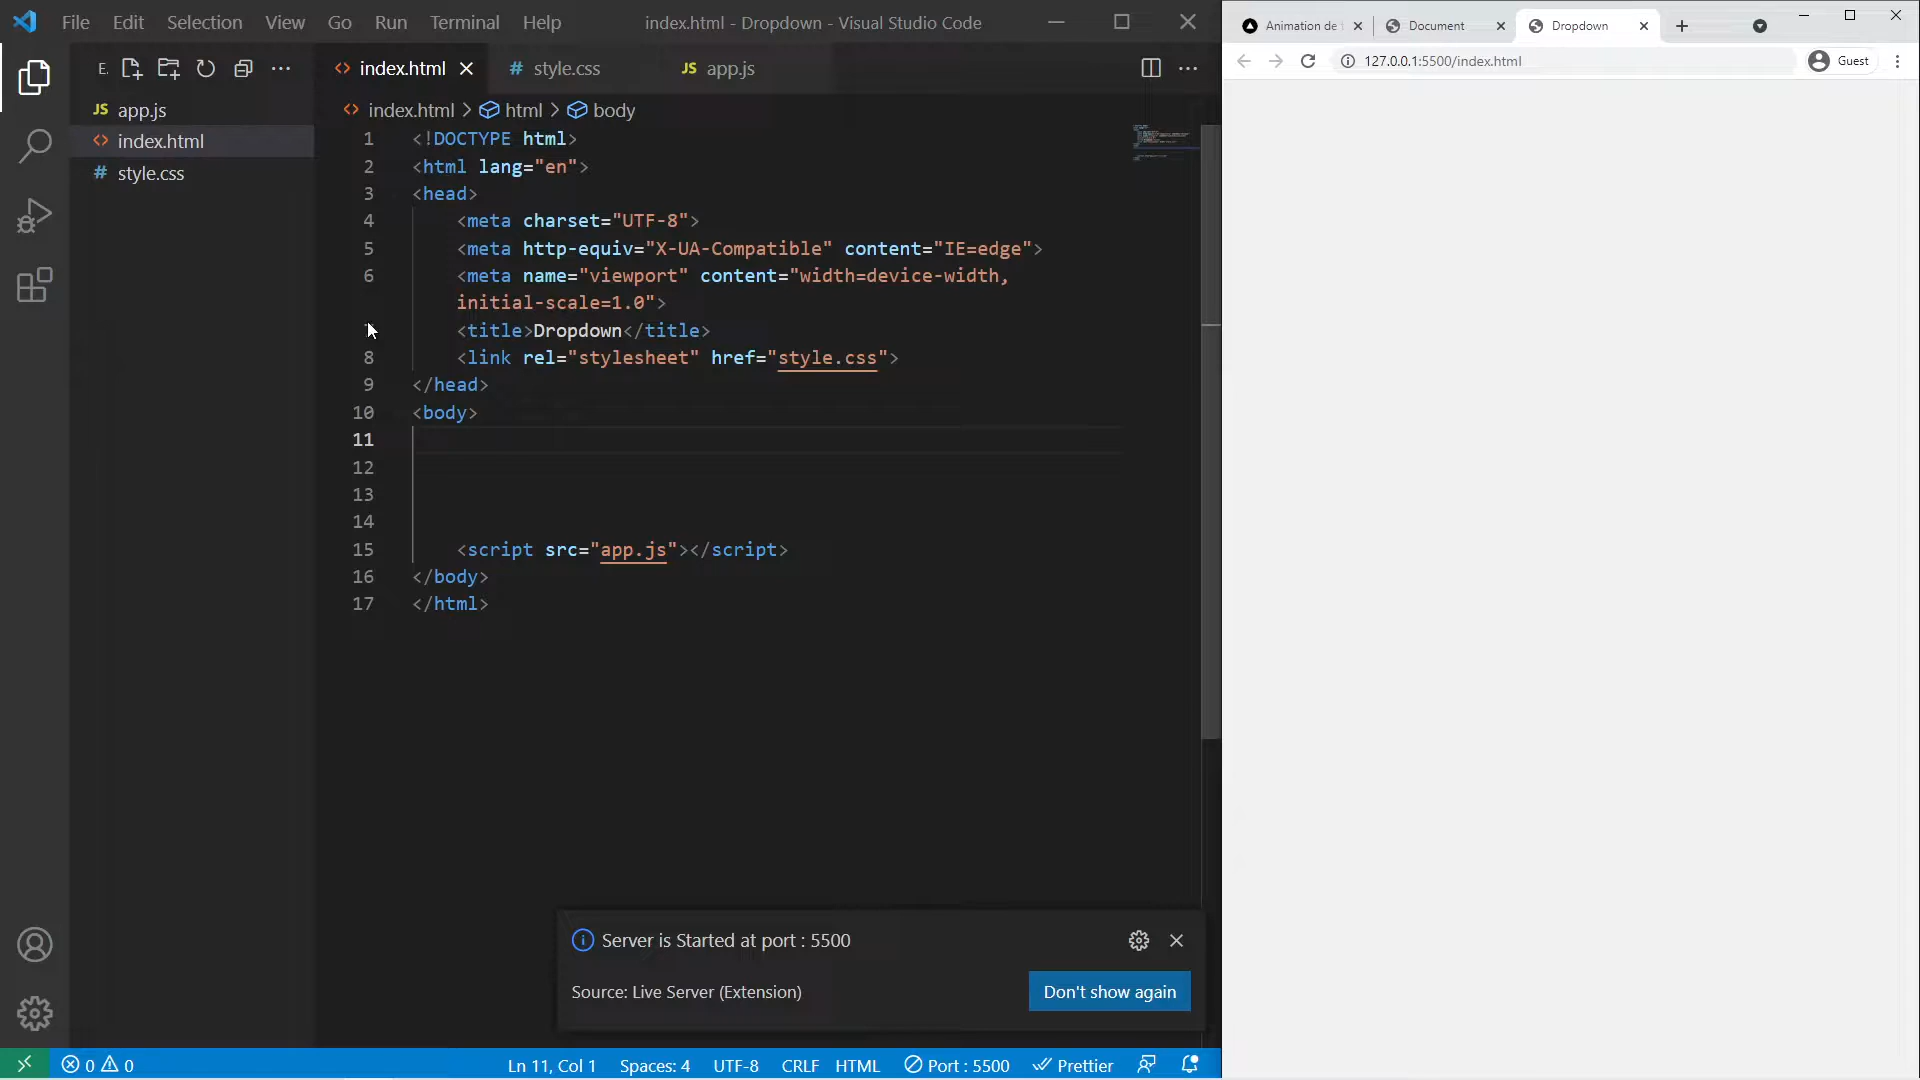 File Edit Selection View Go Run Terminal Help
index.html - Dropdown - Visual Studio Code
E.
JS app.js
<> index.html
# style.css
<> index.html
# style.css
JS app.js
<> index.html > html > body
1 <!DOCTYPE html>
2 <html lang="en">
3 <head>
4 <meta charset="UTF-8">
5 <meta http-equiv="X-UA-Compatible" content="IE=edge">
6 <meta name="viewport" content="width=device-width,
initial-scale=1.0">
<title>Dropdown</title>
8 <link rel="stylesheet" href="style.css">
9 </head>
10 <body>
11
12
13
14
15 <script src="app.js"></script>
16 </body>
17 </html>
Server is Started at port : 5500
Source: Live Server (Extension)
Don't show again
0 0
Ln 11, Col 1 Spaces: 4 UTF-8 CRLF HTML Port : 5500 Prettier
Animation de
Document
Dropdown
127.0.0.1:5500/index.html
Guest